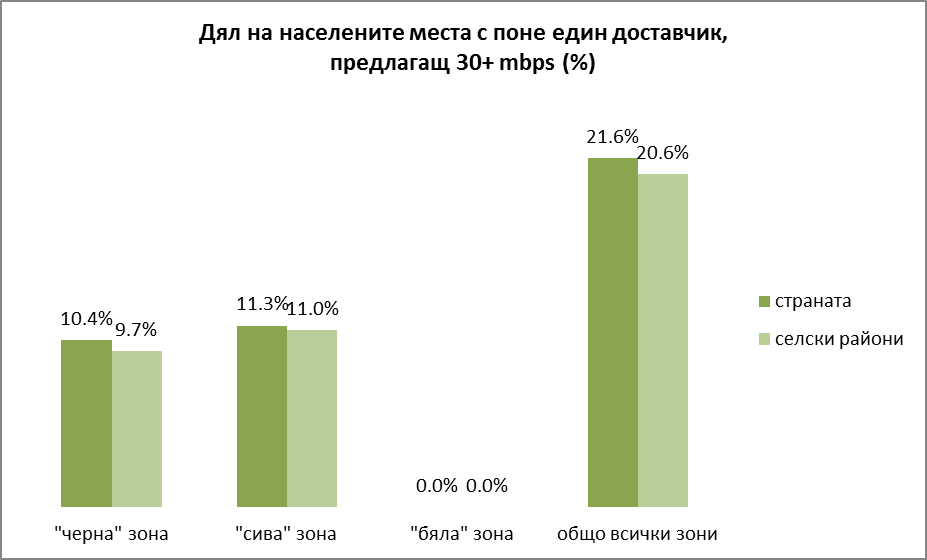 Дял на населените места с поне един доставчик,
предлагащ 30+ mbps (%)
21.6%
20.6%
11.3%
11.0%
10.4%
9.7%
0.0%
0.0%
страната
селски райони
"черна" зона
"сива" зона
"бяла" зона
общо всички зони